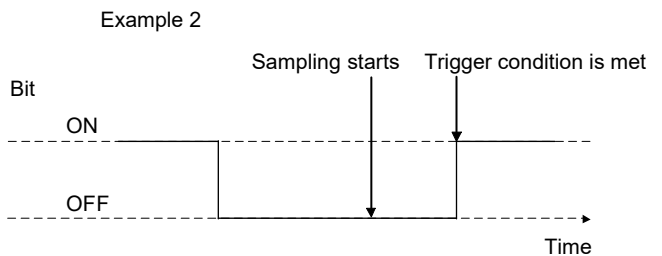 Example 2
Sampling starts Trigger condition is met
Bit
ON
OFF
Time